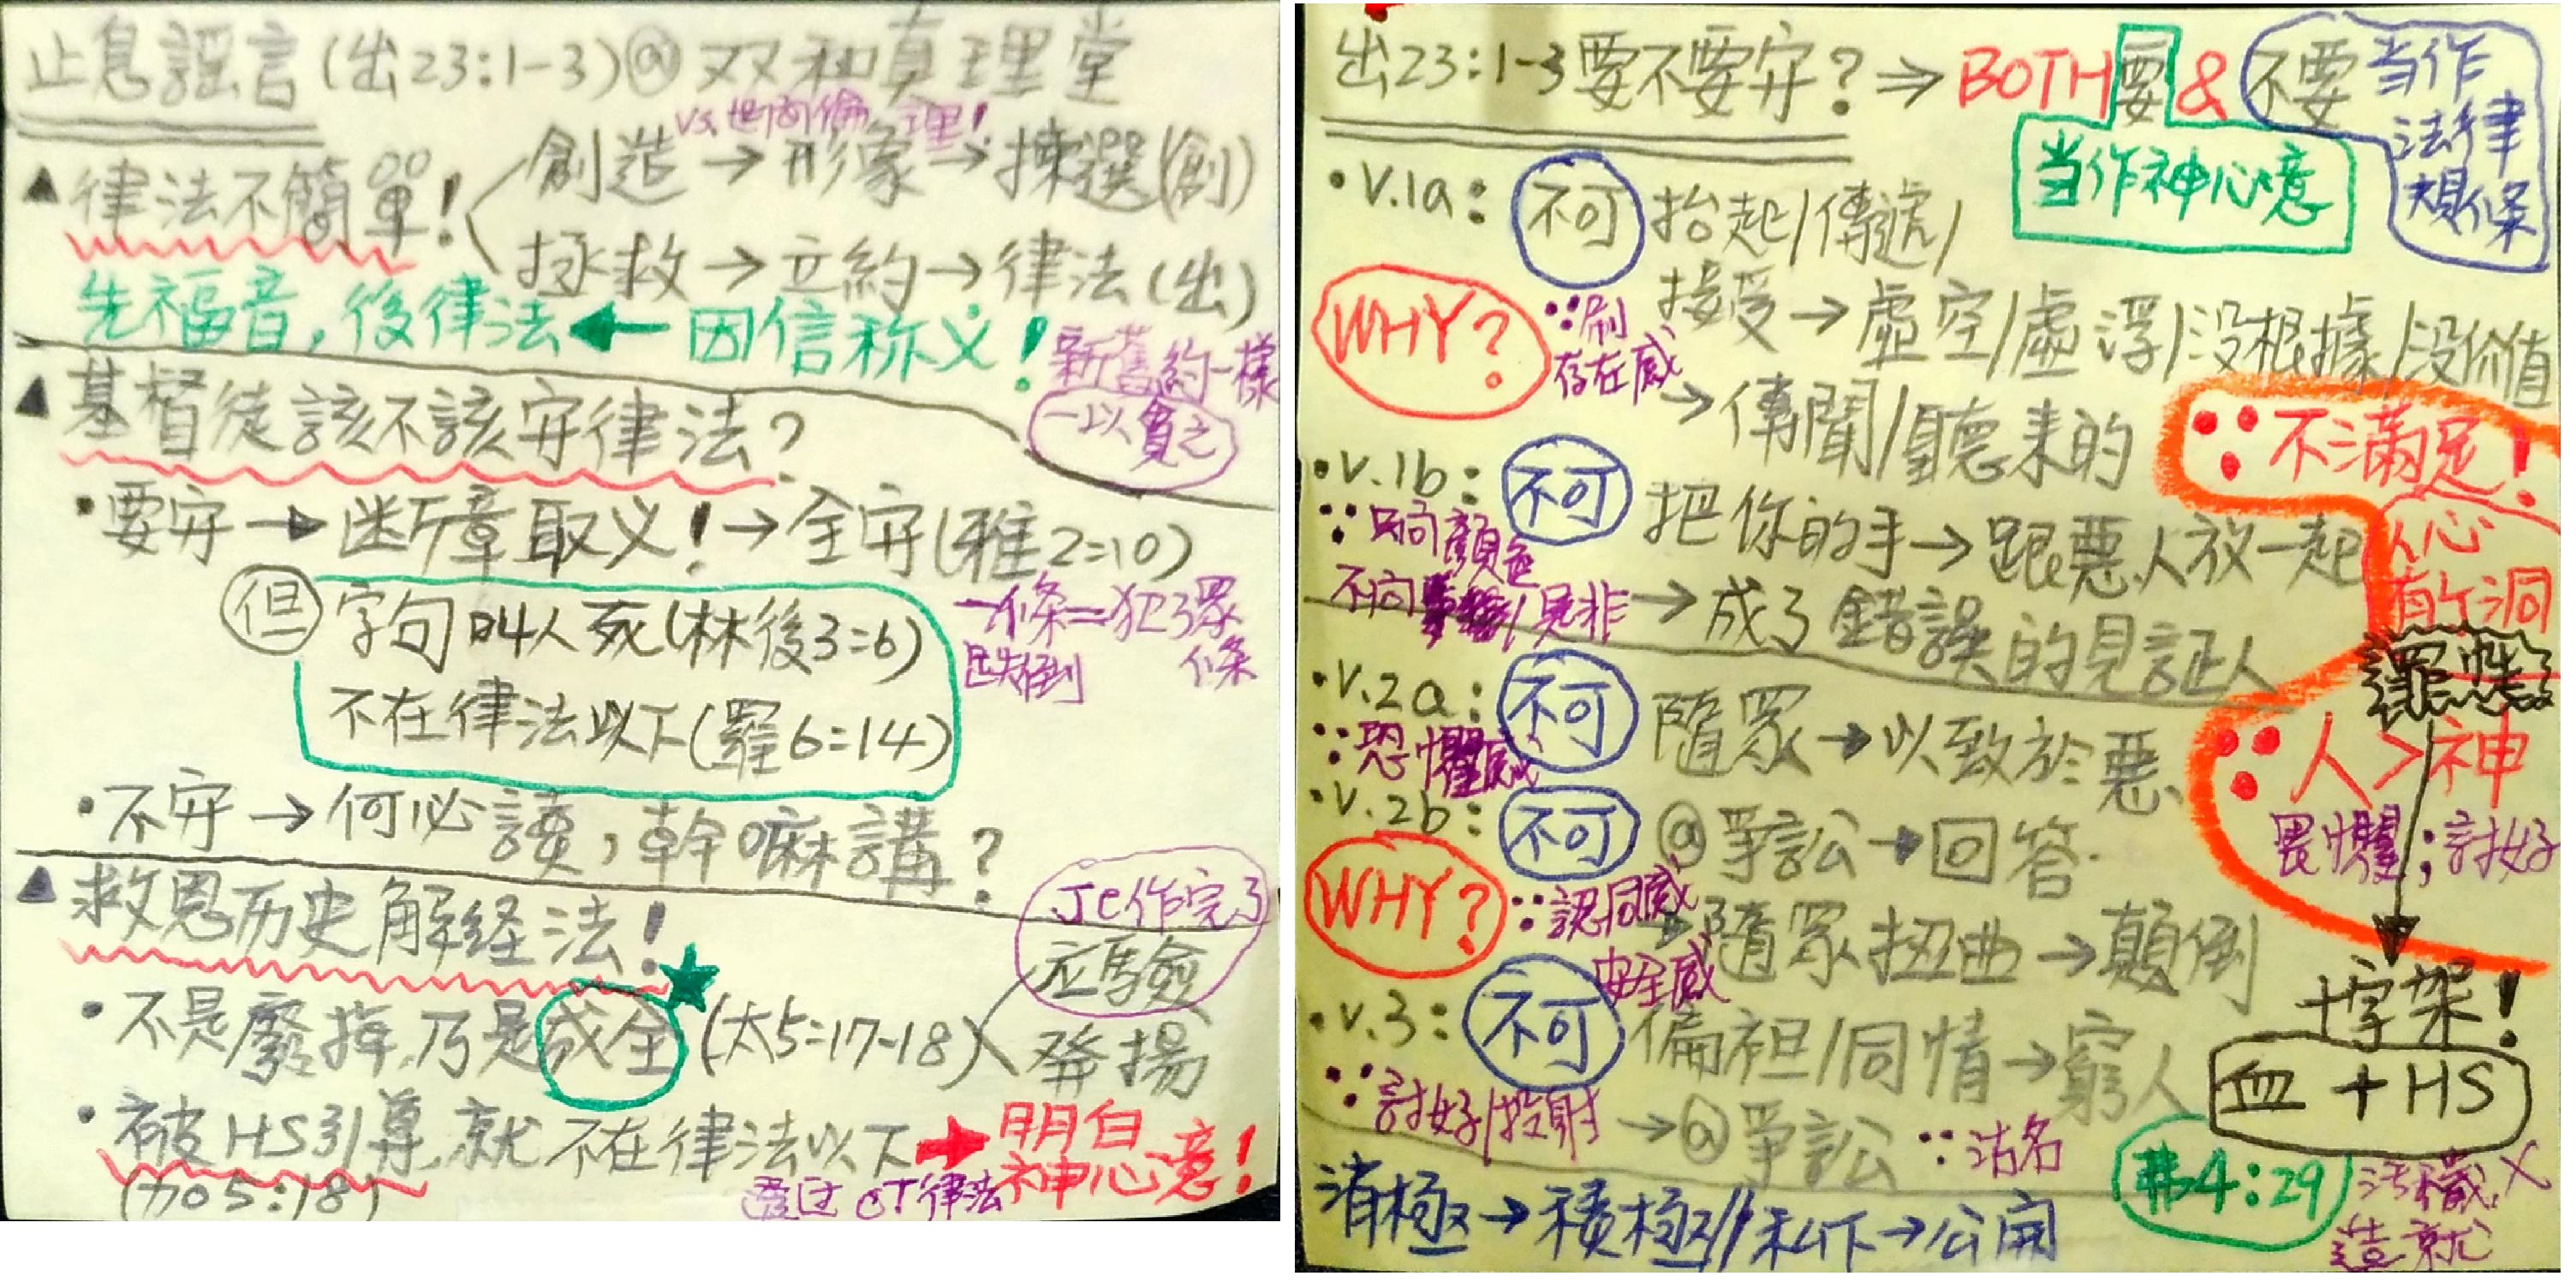 止息謠言(出23:1-3)@双和真理堂
vs.世間倫理!
▲律法不簡單!
創造→形象→揀選(創)
拯救→立約→律法(出)
先福音,後律法←因信称义!
新舊約一樣
一以貫之
▲基督徒該不該守律法?
•要守→断章取义!→全守(雅2:10)
一條=犯了眾條
跌倒
但 字句叫人死(林後3:6)
不在律法以下(羅6:14)
•不守→何必讀,幹嘛講?
▲救恩历史解経法!
JC作完了
应驗
•不是廢掉,乃是成全(太5:17-18)
發揚
•被HS引導,就不在律法以下→明白神心意!
(加5:18)
透过OT律法
出23:1-3要不要守?⇒BOTH要&不要
当作法律規條
当作神心意
•v.1a:不可 抬起/傳遞/
接受→虛空/虛浮/没根據/没价值
WHY?
∵刷存在感
→傳聞/聽来的
∵不滿足!
人心有个洞
•v.1b:不可 把你的手→跟惡人放一起
∵只向顏色
→成了錯誤的見証人
罪性
•v.2a:不可 隨眾→以致於惡
∵恐懼感
∵人>神
畏懼;討好
•v.2b:不可 @爭訟→回答
WHY?
∵認同感
安全感
→隨眾扭曲→顛倒
•v.3:不可 偏袒/同情→窮人
∵討好/投射
→@爭訟 ∵沽名
十字架!
血+HS
弗4:29
污穢X
造就
消極→積極//私下→公開